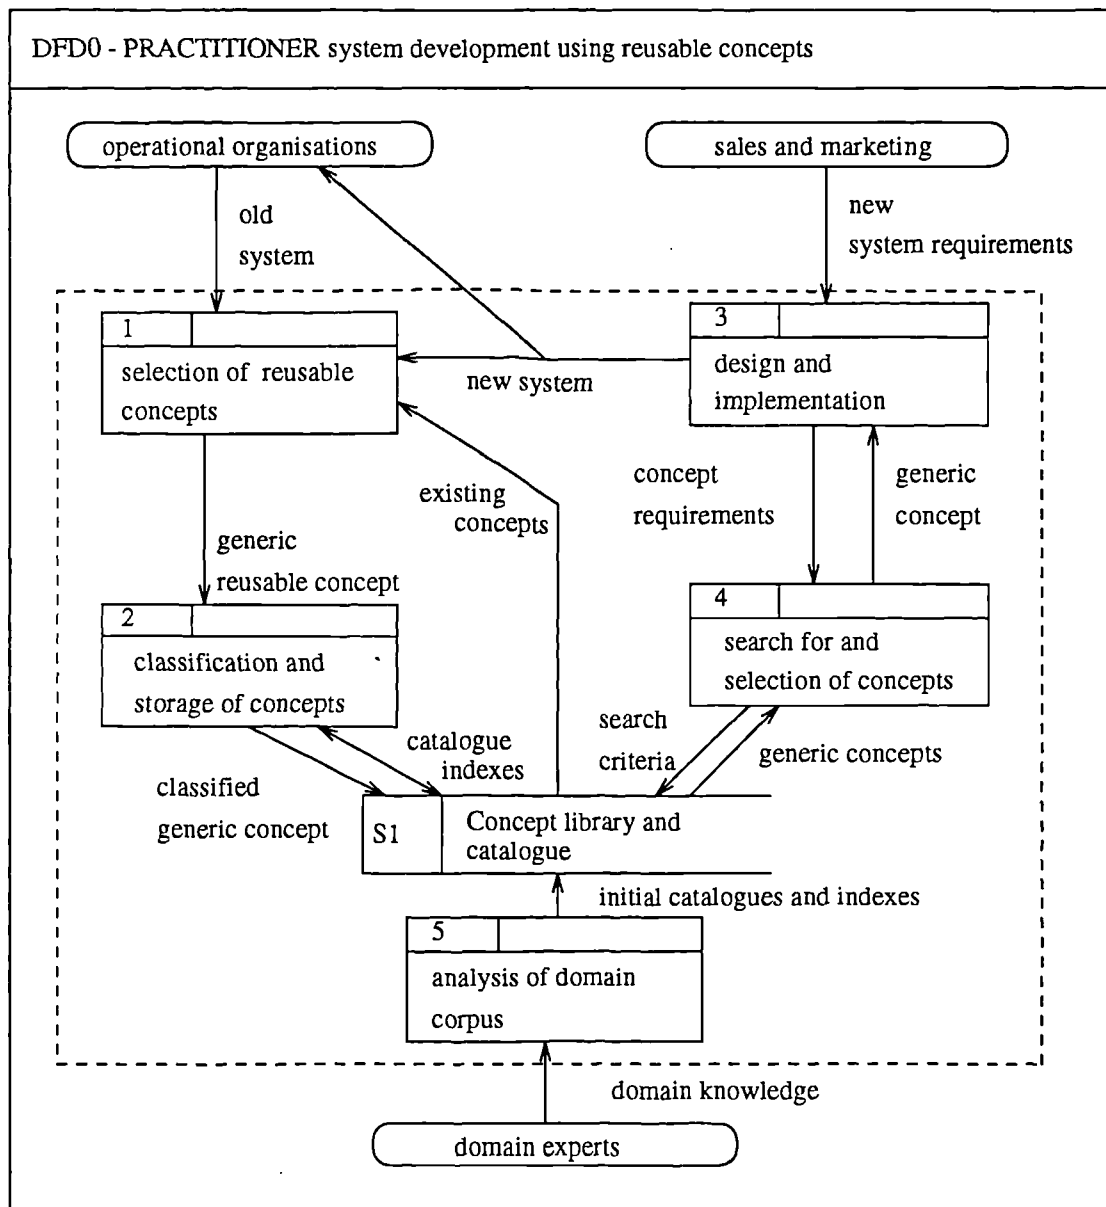 DFD0 - PRACTITIONER system development using reusable concepts
operational organisations
sales and marketing
old
system
new
system requirements
1
selection of reusable
concepts
new system
3
design and
implementation
existing
concepts
concept
requirements
generic
concept
generic
reusable concept
2
classification and
storage of concepts
4
search for and
selection of concepts
catalogue
indexes
search
criteria
generic concepts
classified
generic concept
S1
Concept library and
catalogue
initial catalogues and indexes
5
analysis of domain
corpus
domain knowledge
domain experts